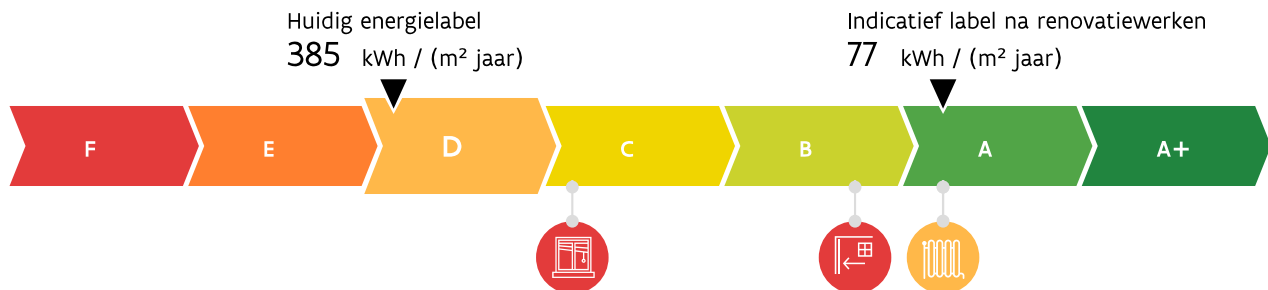 Huidig energielabel
385 kWh / (m² jaar)
Indicatief label na renovatiewerken
77 kWh / (m² jaar)
F E D C B A A+